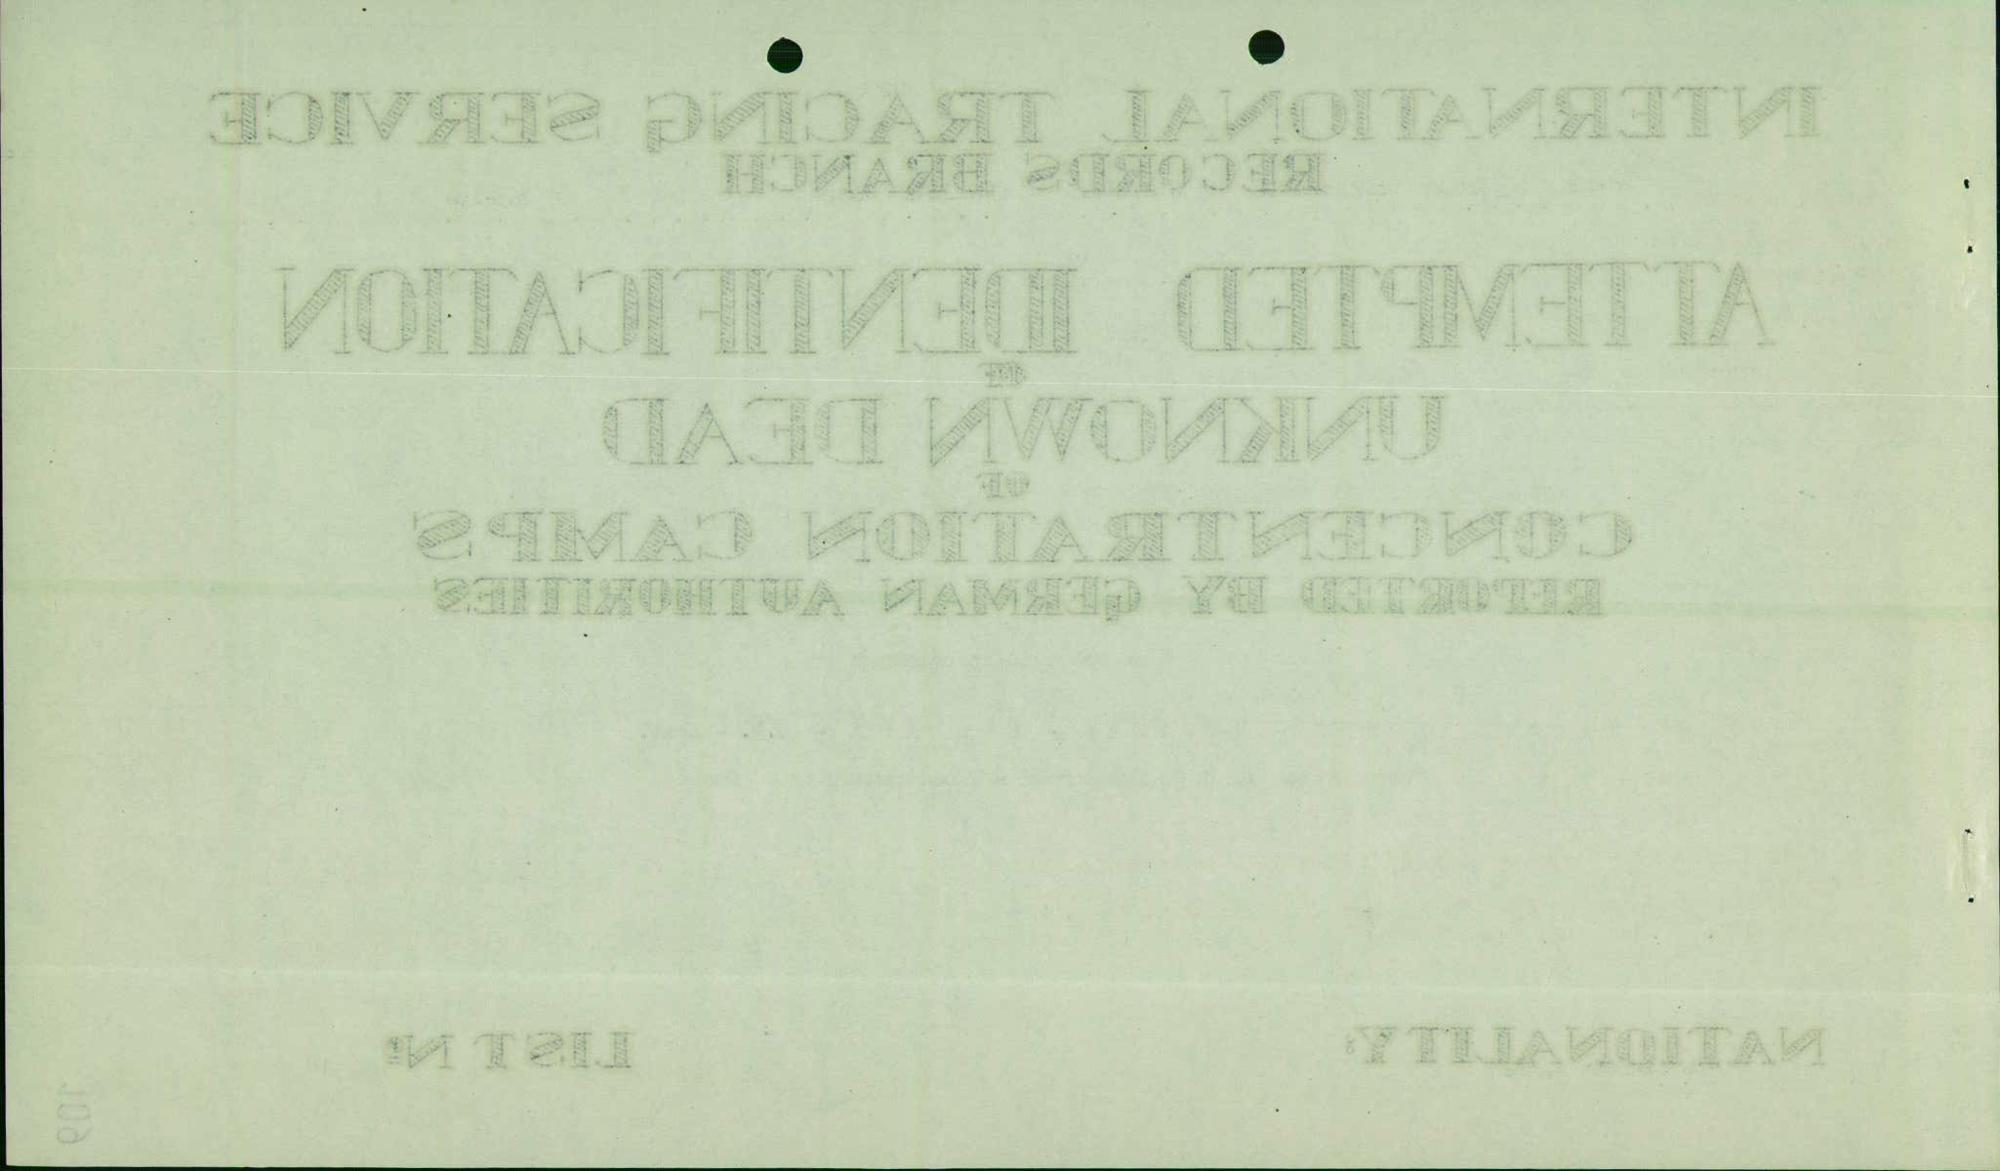 INTERNATIONAL TRACING SERVICE
RECORDS BRANCH
ATTEMPTED IDENTIFICATION
OF
UNKNOWN DEAD
OF
CONCENTRATION CAMPS
REPORTED BY GERMAN AUTHORITIES
NATIONALITY: LIST Nº
109